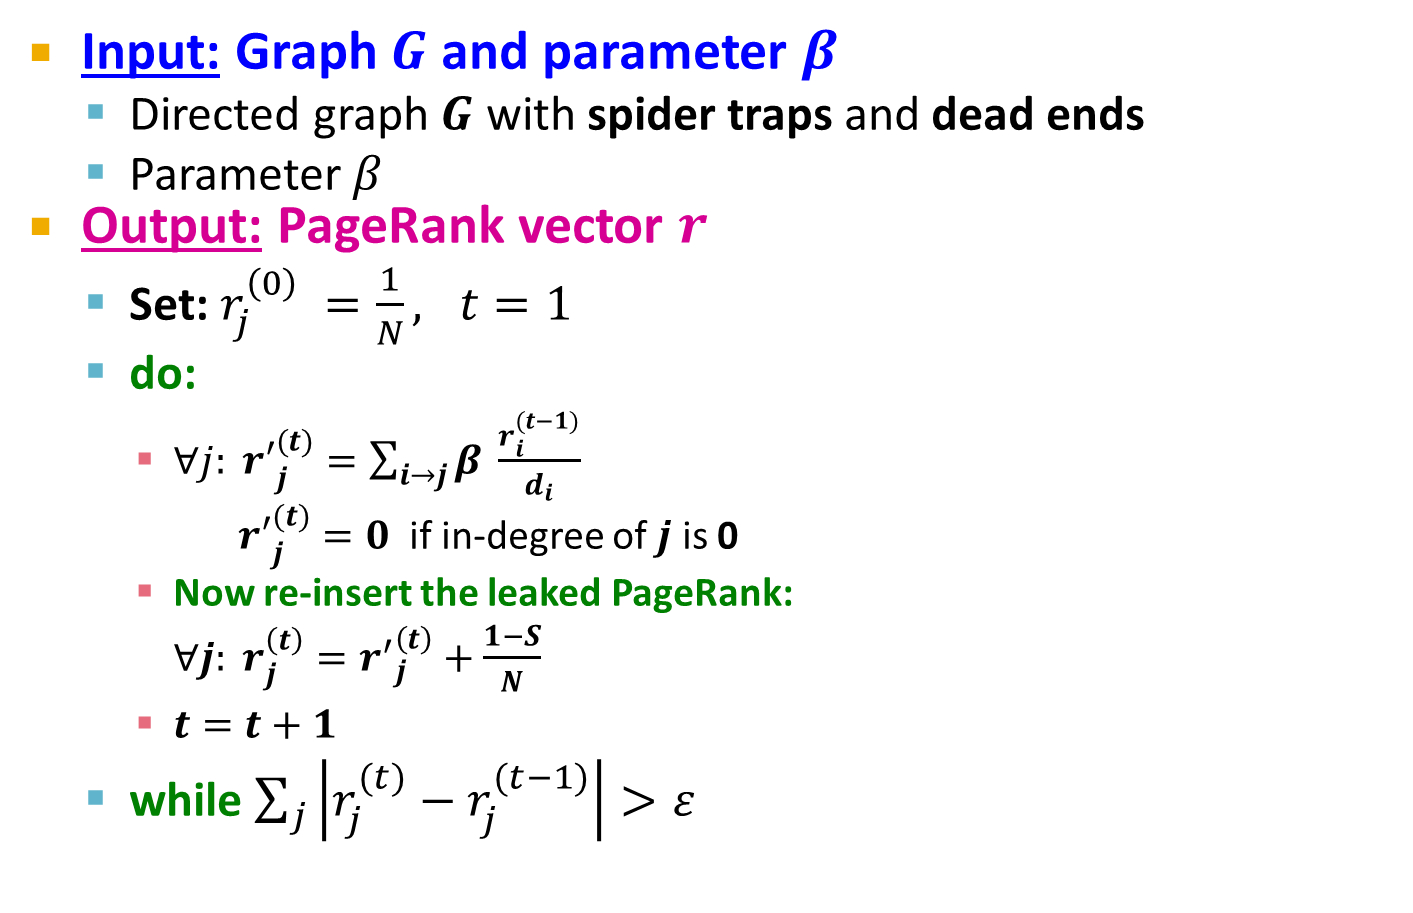 Input: Graph 𝑮 and parameter 𝜷
Directed graph 𝑮 with spider traps and dead ends
Parameter 𝛽
Output: PageRank vector 𝒓
Set: r_j^(0) = 1/N, t = 1
do:
∀j: r'_j^(t) = ∑_{i→j} β r_i^(t−1)/d_i
r'_j^(t) = 0 if in-degree of j is 0
Now re-insert the leaked PageRank:
∀j: r_j^(t) = r'_j^(t) + (1−S)/N
t = t + 1
while ∑_j |r_j^(t) − r_j^(t−1)| > ε